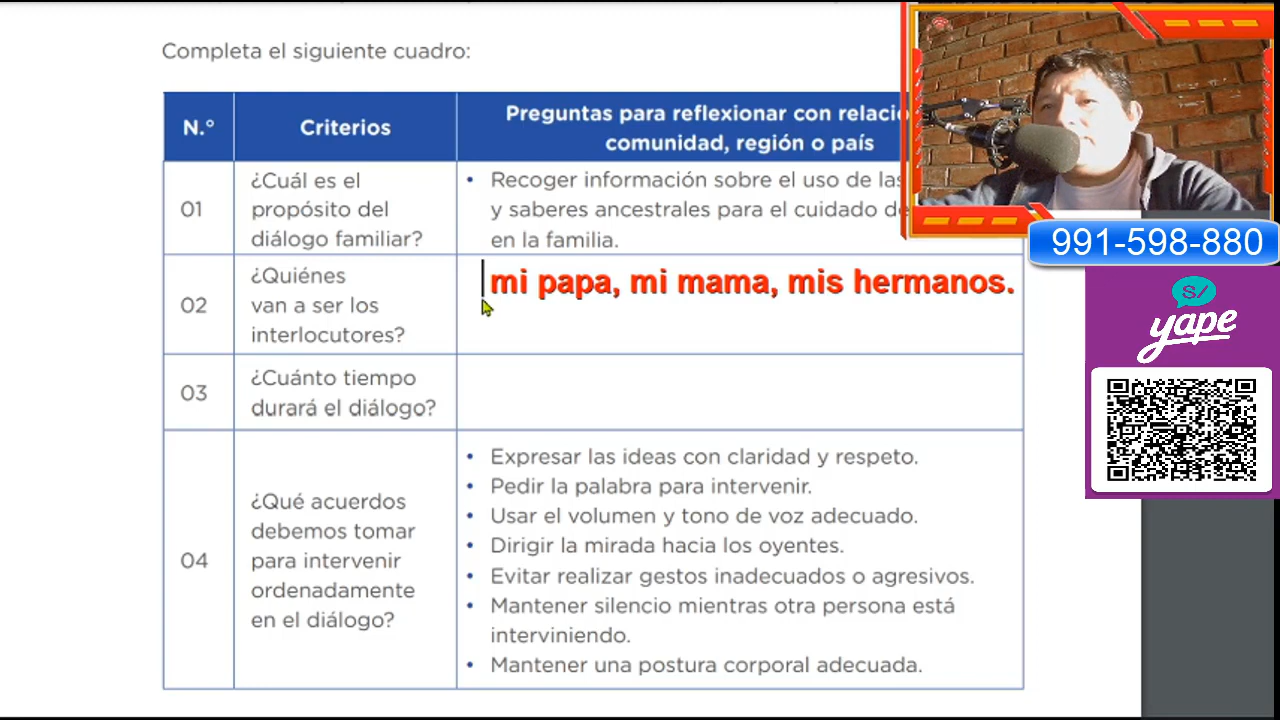 Completa el siguiente cuadro:
N.°
Criterios
Preguntas para reflexionar con relació
comunidad, región o país
01
¿Cuál es el
propósito del
diálogo familiar?
• Recoger información sobre el uso de las
y saberes ancestrales para el cuidado de
en la familia.
02
¿Quiénes
van a ser los
interlocutores?
mi papa, mi mama, mis hermanos.
03
¿Cuánto tiempo
durará el diálogo?
04
¿Qué acuerdos
debemos tomar
para intervenir
ordenadamente
en el diálogo?
• Expresar las ideas con claridad y respeto.
• Pedir la palabra para intervenir.
• Usar el volumen y tono de voz adecuado.
• Dirigir la mirada hacia los oyentes.
• Evitar realizar gestos inadecuados o agresivos.
• Mantener silencio mientras otra persona está
interviniendo.
• Mantener una postura corporal adecuada.
991-598-880
S/
yape